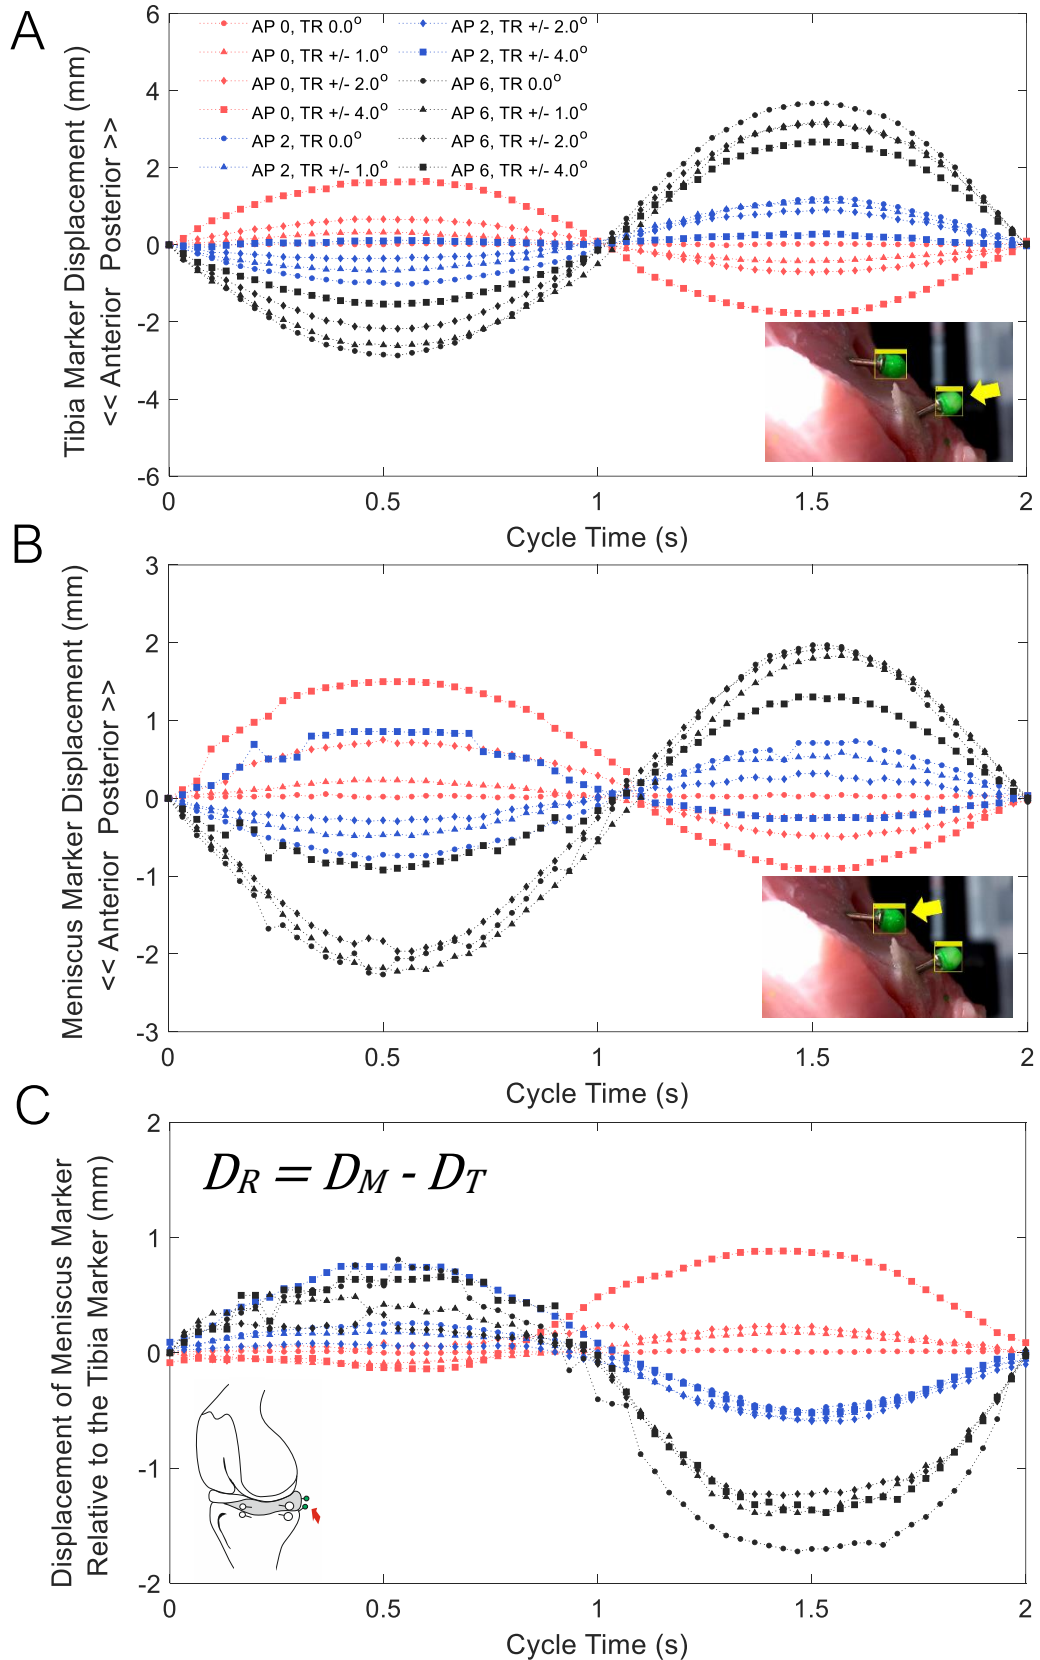 A
6
4
2
0
-2
-4
-6
Tibia Marker Displacement (mm)
<< Anterior Posterior >>
AP 0, TR 0.0°
AP 0, TR +/- 1.0°
AP 0, TR +/- 2.0°
AP 0, TR +/- 4.0°
AP 2, TR 0.0°
AP 2, TR +/- 1.0°
AP 2, TR +/- 2.0°
AP 2, TR +/- 4.0°
AP 6, TR 0.0°
AP 6, TR +/- 1.0°
AP 6, TR +/- 2.0°
AP 6, TR +/- 4.0°
0 0.5 1 1.5 2
Cycle Time (s)
B
3
2
1
0
-1
-2
-3
Meniscus Marker Displacement (mm)
<< Anterior Posterior >>
0 0.5 1 1.5 2
Cycle Time (s)
C
2
1
0
-1
-2
Displacement of Meniscus Marker
Relative to the Tibia Marker (mm)
D_R = D_M - D_T
0 0.5 1 1.5 2
Cycle Time (s)